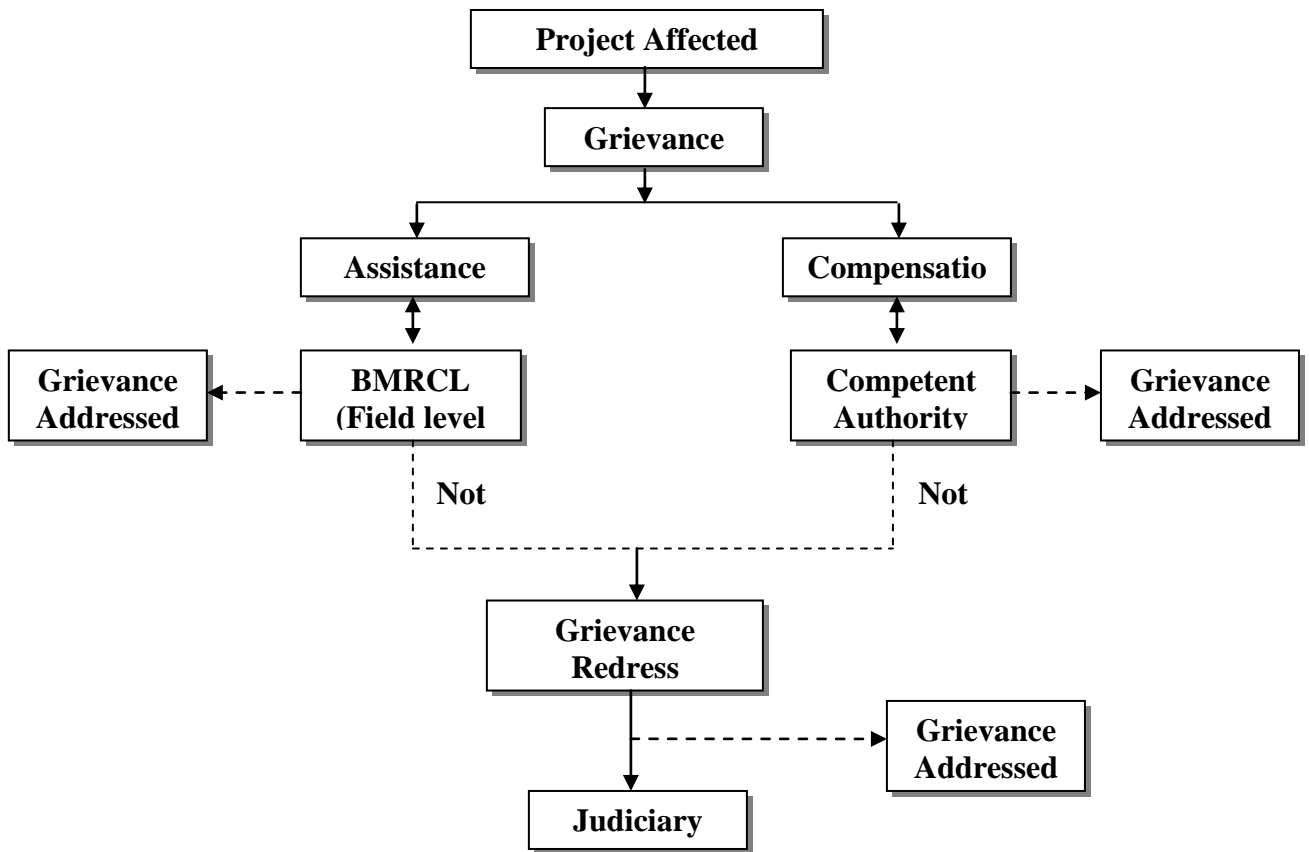 Project Affected
Grievance
Assistance
Compensatio
Grievance
Addressed
BMRCL
(Field level
Competent
Authority
Grievance
Addressed
Not
Not
Grievance
Redress
Grievance
Addressed
Judiciary